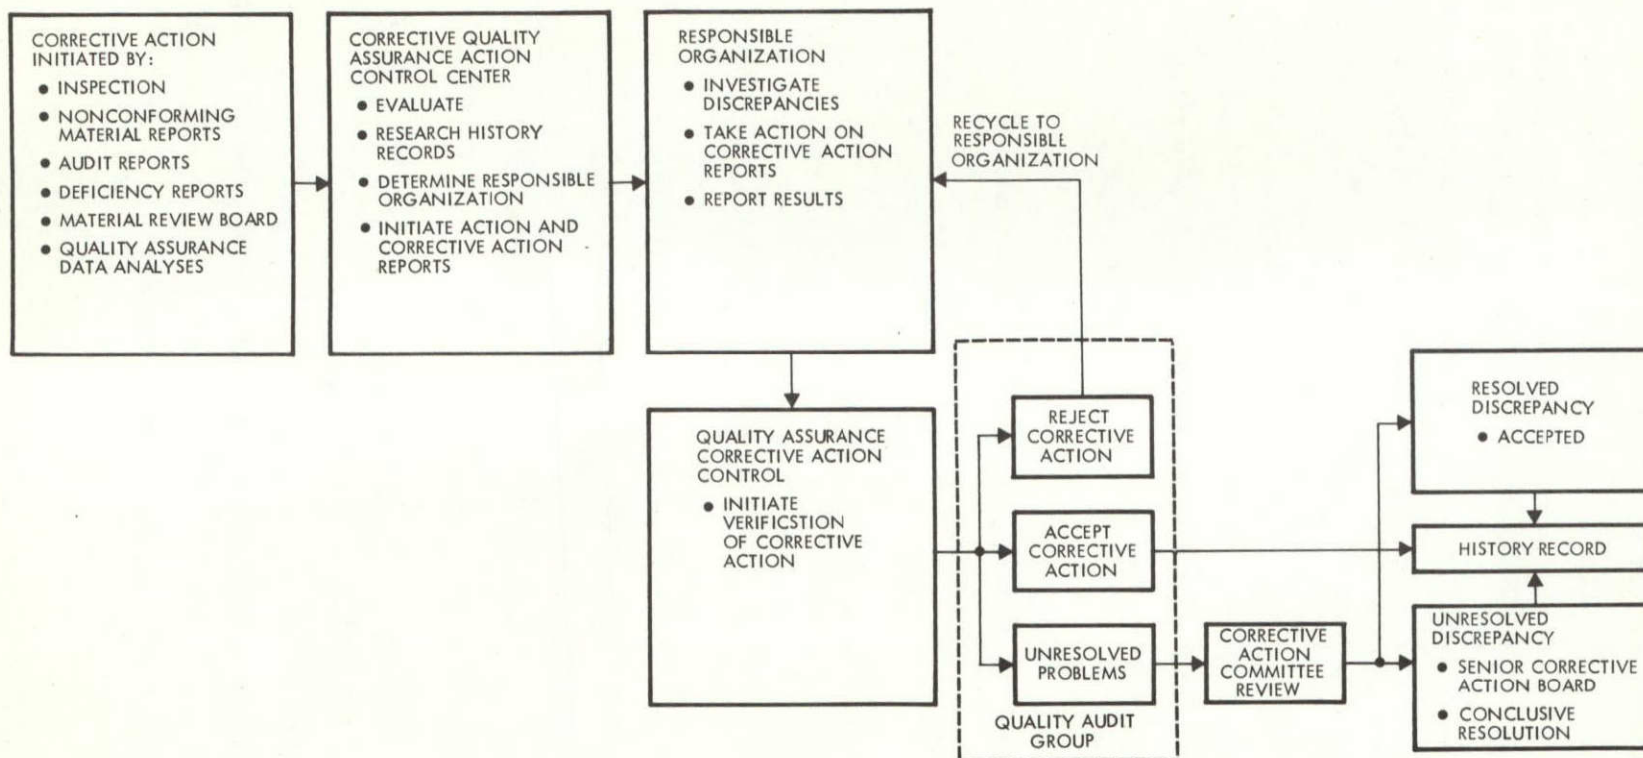 CORRECTIVE ACTION
INITIATED BY:
● INSPECTION
● NONCONFORMING
MATERIAL REPORTS
● AUDIT REPORTS
● DEFICIENCY REPORTS
● MATERIAL REVIEW BOARD
● QUALITY ASSURANCE
DATA ANALYSES
CORRECTIVE QUALITY
ASSURANCE ACTION
CONTROL CENTER
● EVALUATE
● RESEARCH HISTORY
RECORDS
● DETERMINE RESPONSIBLE
ORGANIZATION
● INITIATE ACTION AND
CORRECTIVE ACTION
REPORTS
RESPONSIBLE
ORGANIZATION
● INVESTIGATE
DISCREPANCIES
● TAKE ACTION ON
CORRECTIVE ACTION
REPORTS
● REPORT RESULTS
RECYCLE TO
RESPONSIBLE
ORGANIZATION
QUALITY ASSURANCE
CORRECTIVE ACTION
CONTROL
● INITIATE
VERIFICSTION
OF CORRECTIVE
ACTION
REJECT
CORRECTIVE
ACTION
ACCEPT
CORRECTIVE
ACTION
UNRESOLVED
PROBLEMS
QUALITY AUDIT
GROUP
CORRECTIVE
ACTION
COMMITTEE
REVIEW
RESOLVED
DISCREPANCY
● ACCEPTED
HISTORY RECORD
UNRESOLVED
DISCREPANCY
● SENIOR CORRECTIVE
ACTION BOARD
● CONCLUSIVE
RESOLUTION